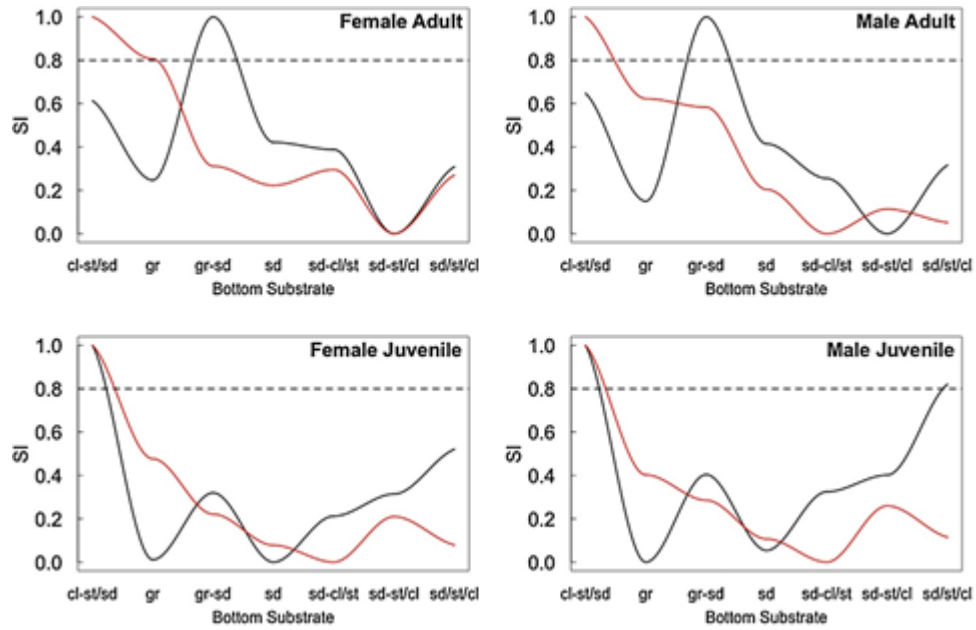 Female Adult
1.0
0.8
0.6
0.4
0.2
0.0
SI
cl-st/sd gr gr-sd sd sd-cl/st sd-st/cl sd/st/cl
Bottom Substrate
Male Adult
1.0
0.8
0.6
0.4
0.2
0.0
SI
cl-st/sd gr gr-sd sd sd-cl/st sd-st/cl sd/st/cl
Bottom Substrate
Female Juvenile
1.0
0.8
0.6
0.4
0.2
0.0
SI
cl-st/sd gr gr-sd sd sd-cl/st sd-st/cl sd/st/cl
Bottom Substrate
Male Juvenile
1.0
0.8
0.6
0.4
0.2
0.0
SI
cl-st/sd gr gr-sd sd sd-cl/st sd-st/cl sd/st/cl
Bottom Substrate